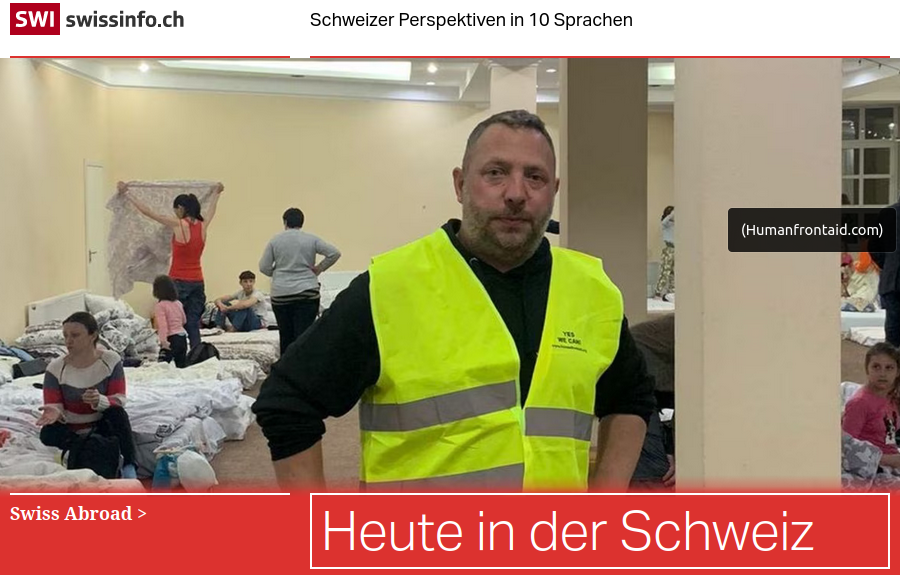 SWI swissinfo.ch
Schweizer Perspektiven in 10 Sprachen
(Humanfrontaid.com)
YES
WE CAN!
Swiss Abroad >
Heute in der Schweiz